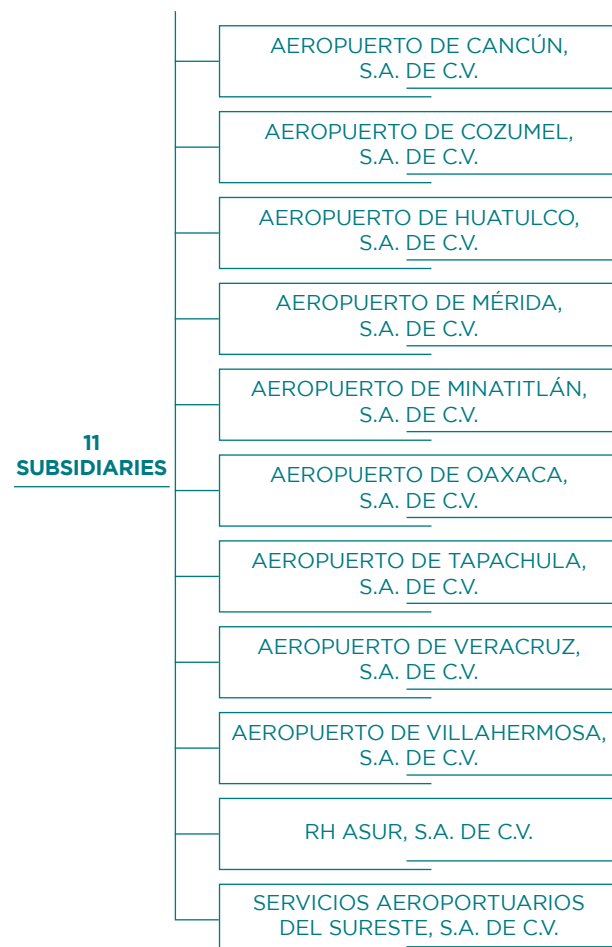 AEROPUERTO DE CANCÚN,
S.A. DE C.V.
AEROPUERTO DE COZUMEL,
S.A. DE C.V.
AEROPUERTO DE HUATULCO,
S.A. DE C.V.
AEROPUERTO DE MÉRIDA,
S.A. DE C.V.
AEROPUERTO DE MINATITLÁN,
S.A. DE C.V.
11
SUBSIDIARIES
AEROPUERTO DE OAXACA,
S.A. DE C.V.
AEROPUERTO DE TAPACHULA,
S.A. DE C.V.
AEROPUERTO DE VERACRUZ,
S.A. DE C.V.
AEROPUERTO DE VILLAHERMOSA,
S.A. DE C.V.
RH ASUR, S.A. DE C.V.
SERVICIOS AEROPORTUARIOS
DEL SURESTE, S.A. DE C.V.